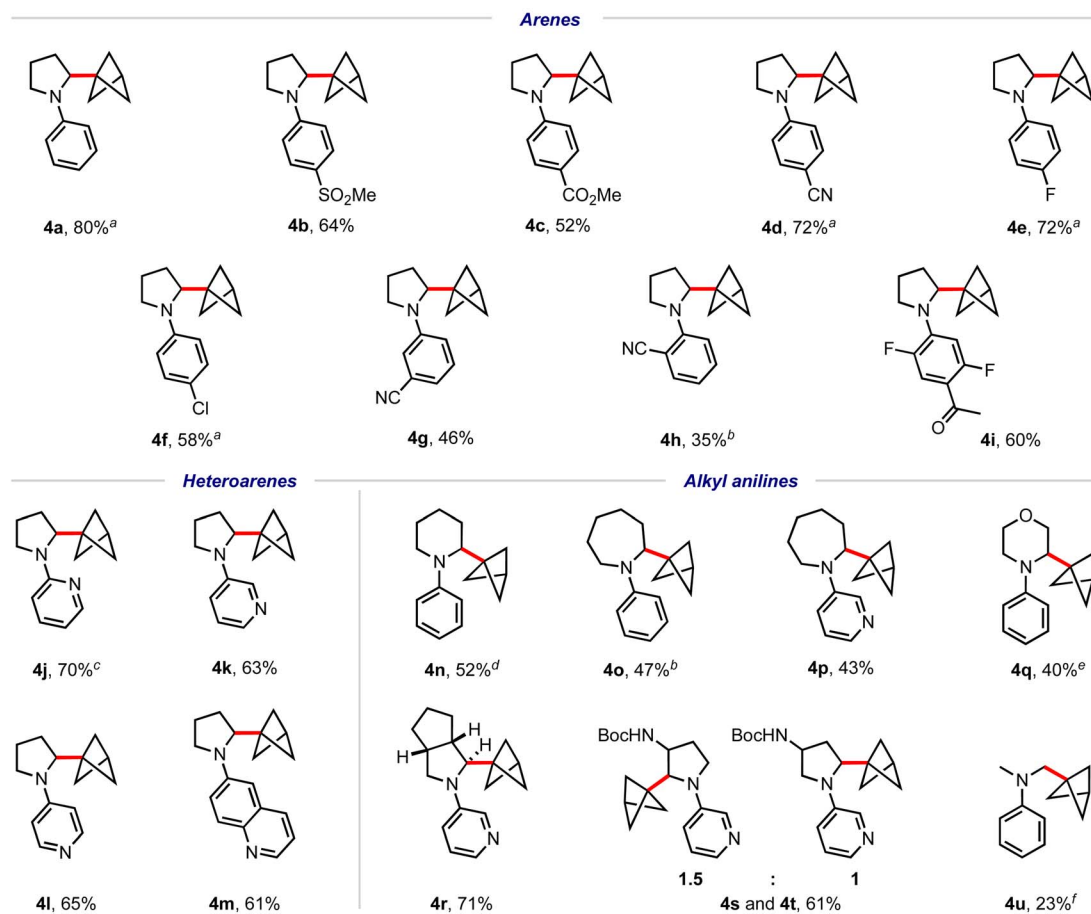 Arenes
N
N
N
N
N
SO₂Me
CO₂Me
CN
F
4a, 80%ᵃ
4b, 64%
4c, 52%
4d, 72%ᵃ
4e, 72%ᵃ
N
N
N
N
NC
F
F
Cl
NC
O
4f, 58%ᵃ
4g, 46%
4h, 35%ᵇ
4i, 60%
Heteroarenes
Alkyl anilines
O
N
N
N
N
N
N
N
N
4j, 70%ᶜ
4k, 63%
4n, 52%ᵈ
4o, 47%ᵇ
4p, 43%
4q, 40%ᵉ
H
H
BocHN
BocHN
N
N
N
N
N
N
N
N
N
N
N
1.5 : 1
4l, 65%
4m, 61%
4r, 71%
4s and 4t, 61%
4u, 23%ᶠ